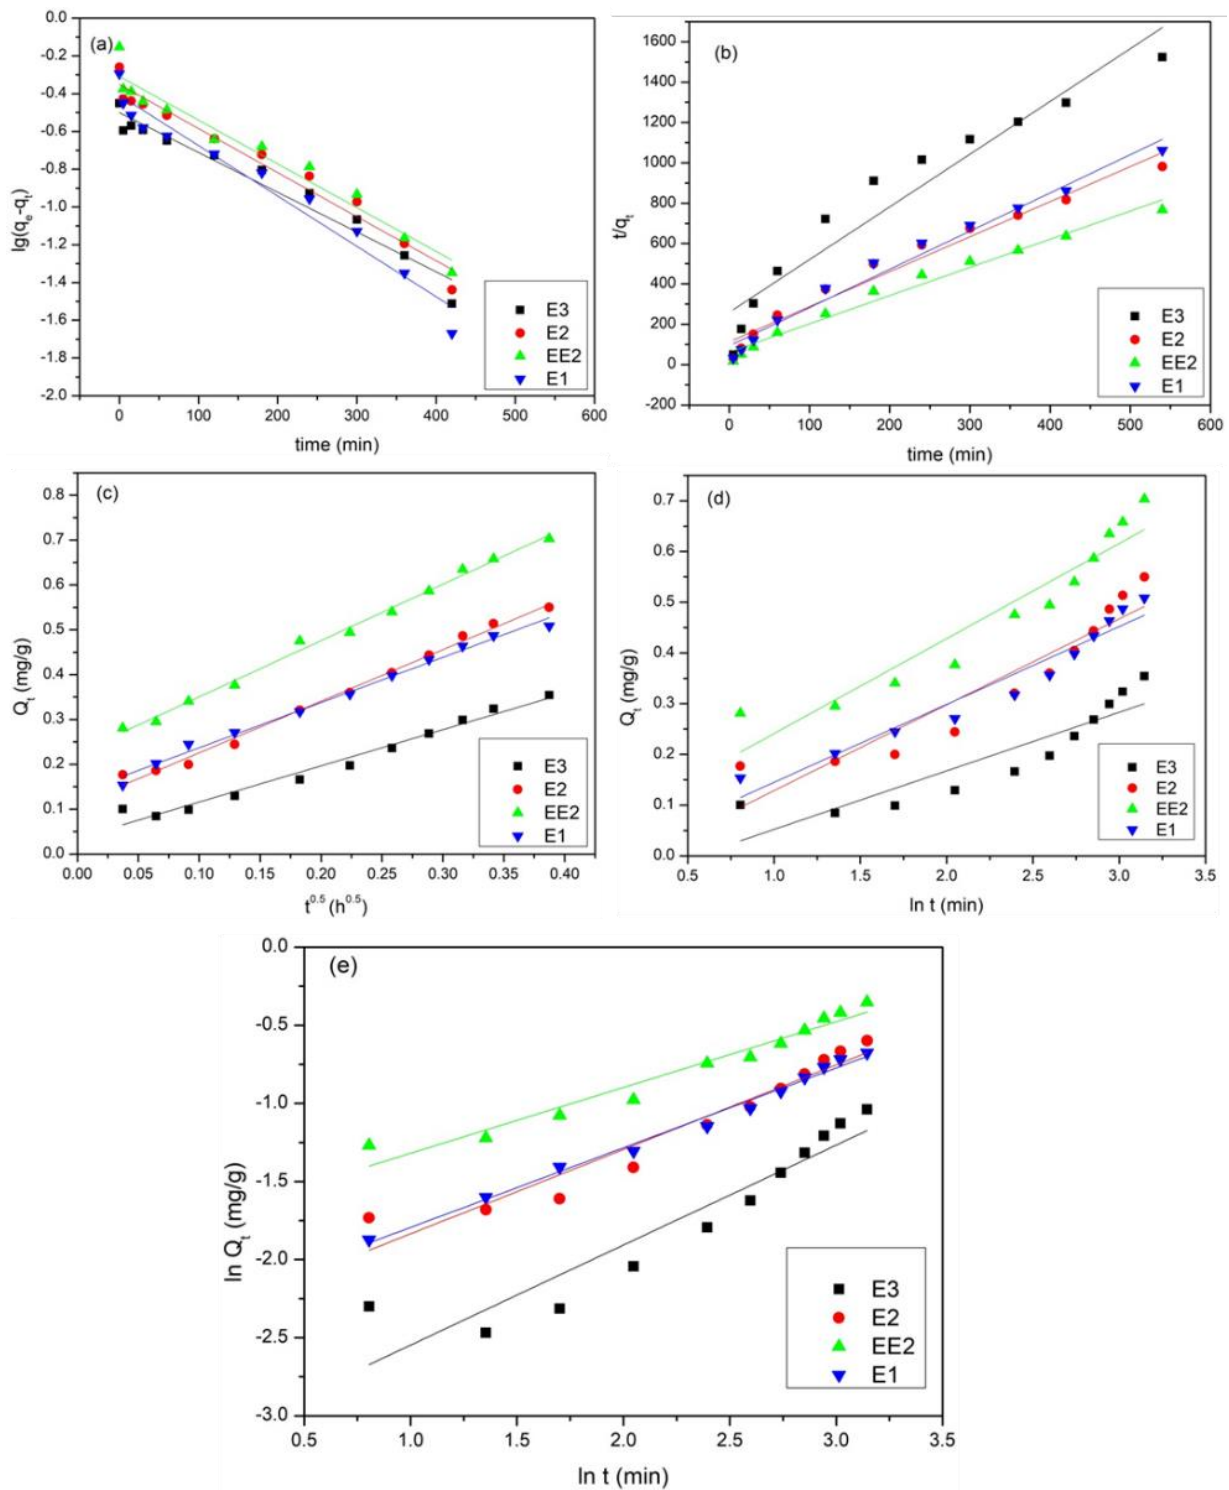 (a)
0.0
-0.2
-0.4
-0.6
-0.8
-1.0
-1.2
-1.4
-1.6
-1.8
-2.0
lg(qe-qt)
0 100 200 300 400 500 600
time (min)
E3
E2
EE2
E1
(b)
1600
1400
1200
1000
800
600
400
200
0
-200
t/qt
0 100 200 300 400 500 600
time (min)
E3
E2
EE2
E1
(c)
0.8
0.7
0.6
0.5
0.4
0.3
0.2
0.1
0.0
Qt (mg/g)
0.00 0.05 0.10 0.15 0.20 0.25 0.30 0.35 0.40
t0.5 (h0.5)
E3
E2
EE2
E1
(d)
0.7
0.6
0.5
0.4
0.3
0.2
0.1
0.0
Qt (mg/g)
0.5 1.0 1.5 2.0 2.5 3.0 3.5
ln t (min)
E3
E2
EE2
E1
(e)
0.0
-0.5
-1.0
-1.5
-2.0
-2.5
-3.0
ln Qt (mg/g)
0.5 1.0 1.5 2.0 2.5 3.0 3.5
ln t (min)
E3
E2
EE2
E1